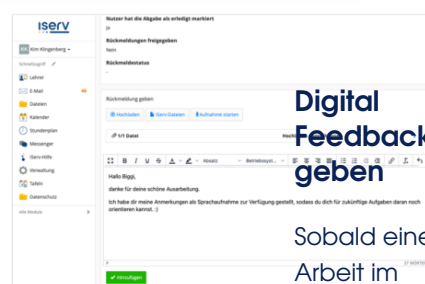 iserv
Nutzer hat die Abgabe als erledigt markiert
Ja
Rückmeldungen freigegeben
Nein
Rückmeldestatus
-
KK Kim Klingenberg
Schnellzugriff
Lehrer
E-Mail
Dateien
Kalender
Stundenplan
Messenger
IServ-Hilfe
Verwaltung
Tafeln
Datenschutz
Alle Module
Rückmeldung geben
Hochladen IServ-Dateien Aufnahme starten
1/1 Datei
B I U S A Absatz Betriebssyst...
Hallo Biggi,
danke für deine schöne Ausarbeitung.
Ich habe dir meine Anmerkungen als Sprachaufnahme zur Verfügung gestellt, sodass du dich für zukünftige Aufgaben daran noch
orientieren kannst. :)
P
Hinzufügen
Digital
Feedback
geben
Sobald eine
Arbeit im